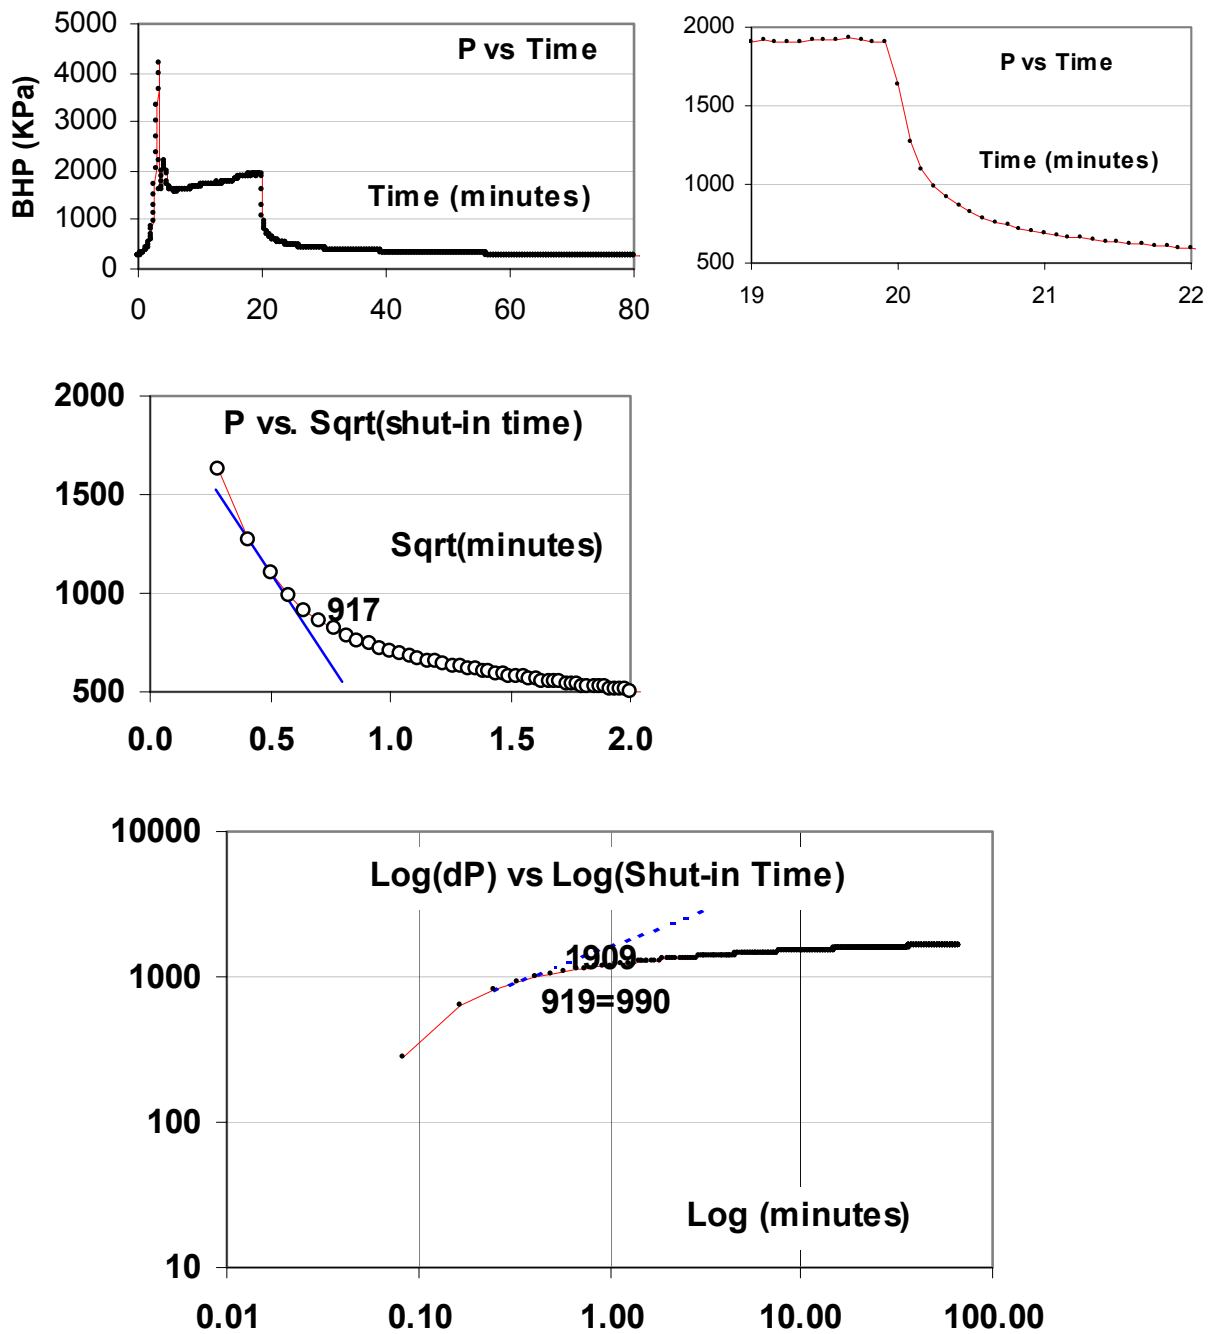 5000
4000
3000
2000
1000
0
BHP (KPa)
P vs Time
Time (minutes)
0 20 40 60 80
2000
1500
1000
500
P vs Time
Time (minutes)
19 20 21 22
2000
1500
1000
500
P vs. Sqrt(shut-in time)
Sqrt(minutes)
917
0.0 0.5 1.0 1.5 2.0
10000
1000
100
10
Log(dP) vs Log(Shut-in Time)
1909
919=990
Log (minutes)
0.01 0.10 1.00 10.00 100.00